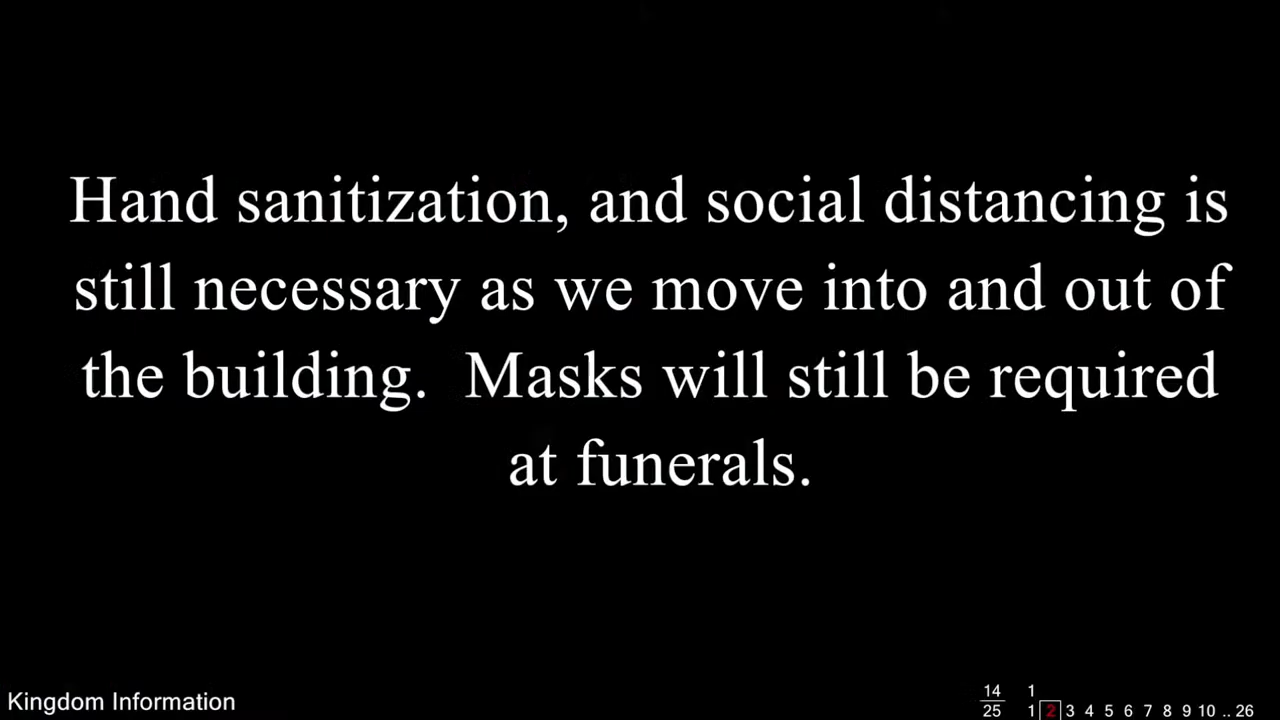 Hand sanitization, and social distancing is
still necessary as we move into and out of
the building.  Masks will still be required
at funerals.
Kingdom Information
14 1
25 1 2 3 4 5 6 7 8 9 10 .. 26